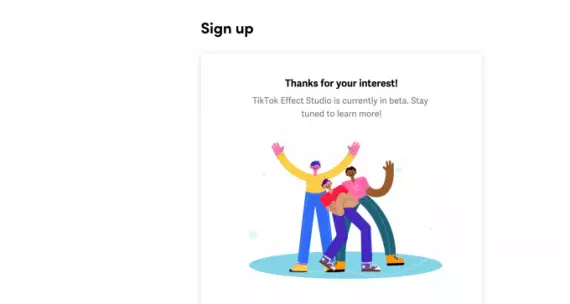 Sign up
Thanks for your interest!
TikTok Effect Studio is currently in beta. Stay
tuned to learn more!